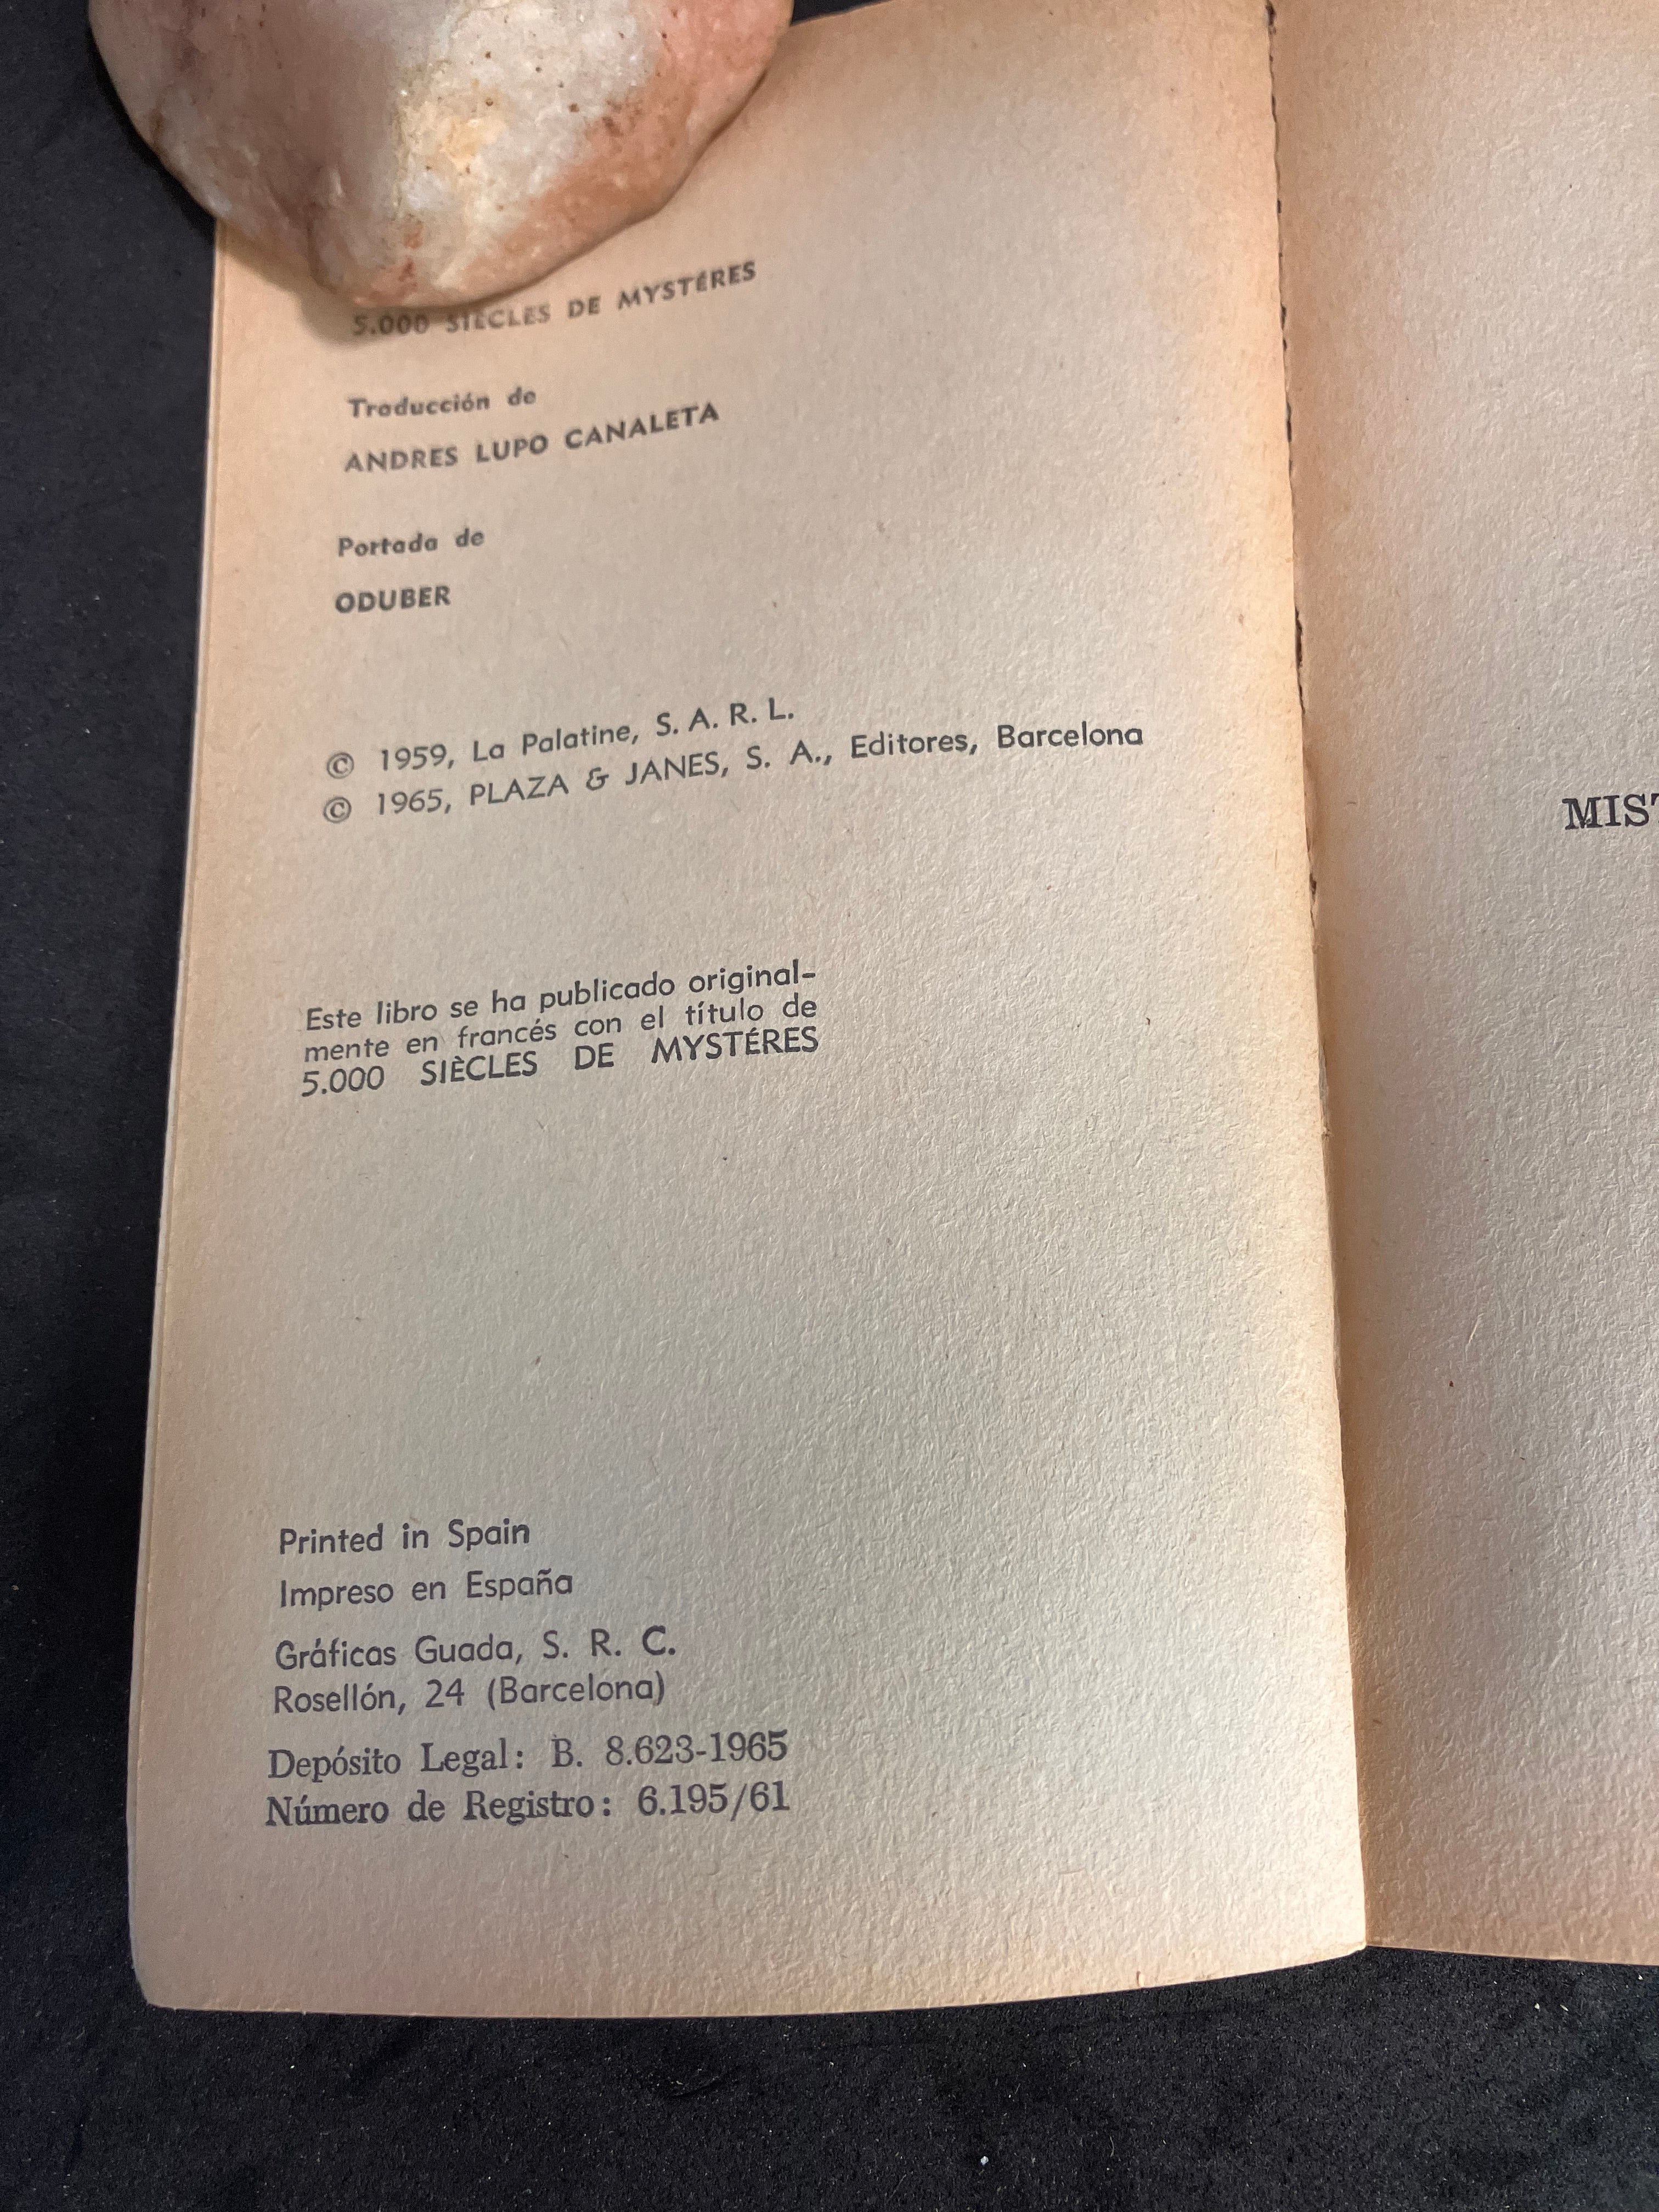 5.000 SIÈCLES DE MYSTÉRES
Traducción de
ANDRES LUPO CANALETA
Portada de
ODUBER
© 1959, La Palatine, S. A. R. L.
© 1965, PLAZA & JANES, S. A., Editores, Barcelona
Este libro se ha publicado original-
mente en francés con el título de
5.000 SIÈCLES DE MYSTÉRES
Printed in Spain
Impreso en España
Gráficas Guada, S. R. C.
Rosellón, 24 (Barcelona)
Depósito Legal: B. 8.623-1965
Número de Registro: 6.195/61